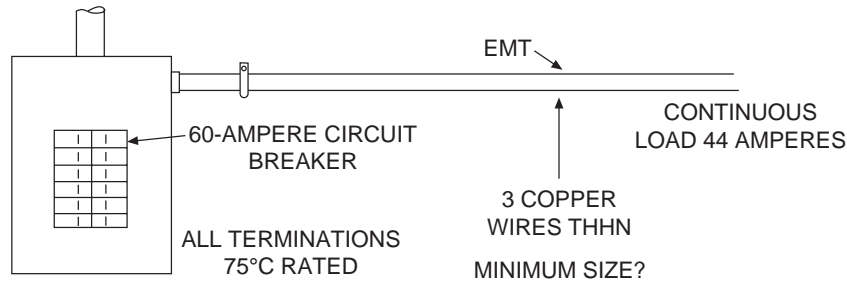 EMT
60-AMPERE CIRCUIT
BREAKER
CONTINUOUS
LOAD 44 AMPERES
3 COPPER
WIRES THHN
ALL TERMINATIONS
75°C RATED
MINIMUM SIZE?